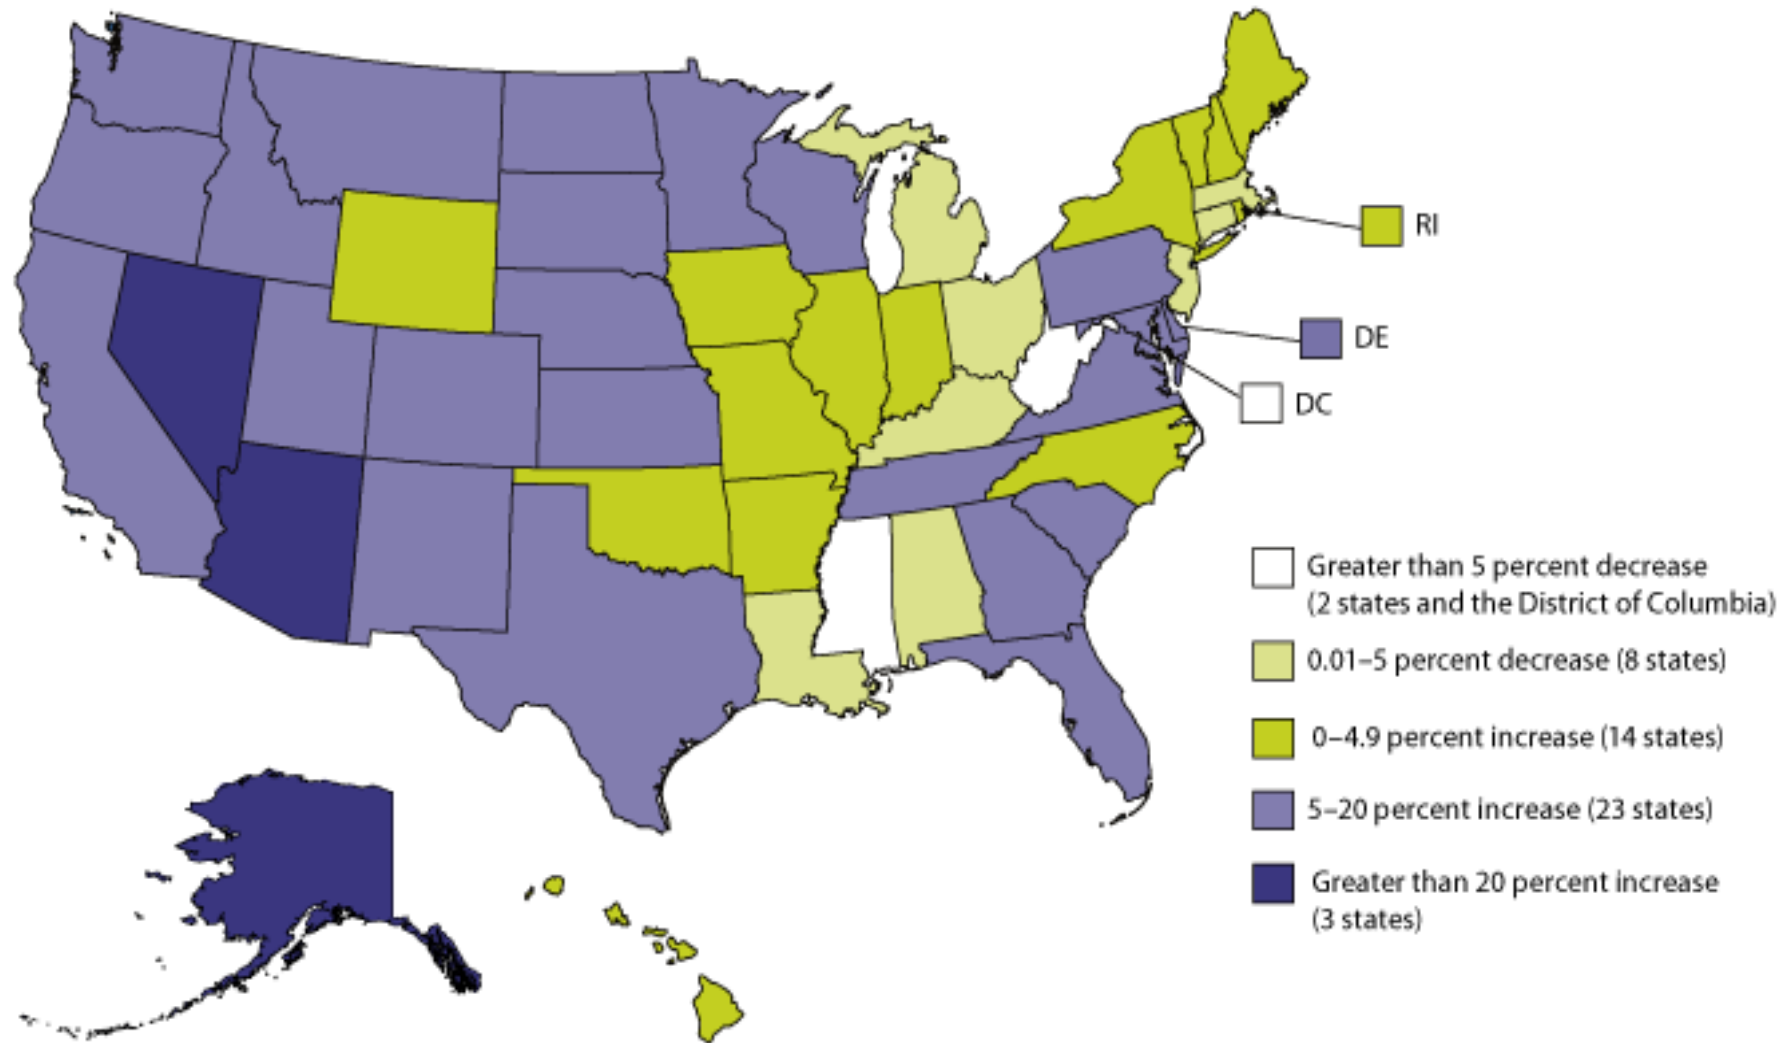 RI
DE
DC
Greater than 5 percent decrease
(2 states and the District of Columbia)
0.01–5 percent decrease (8 states)
0–4.9 percent increase (14 states)
5–20 percent increase (23 states)
Greater than 20 percent increase
(3 states)